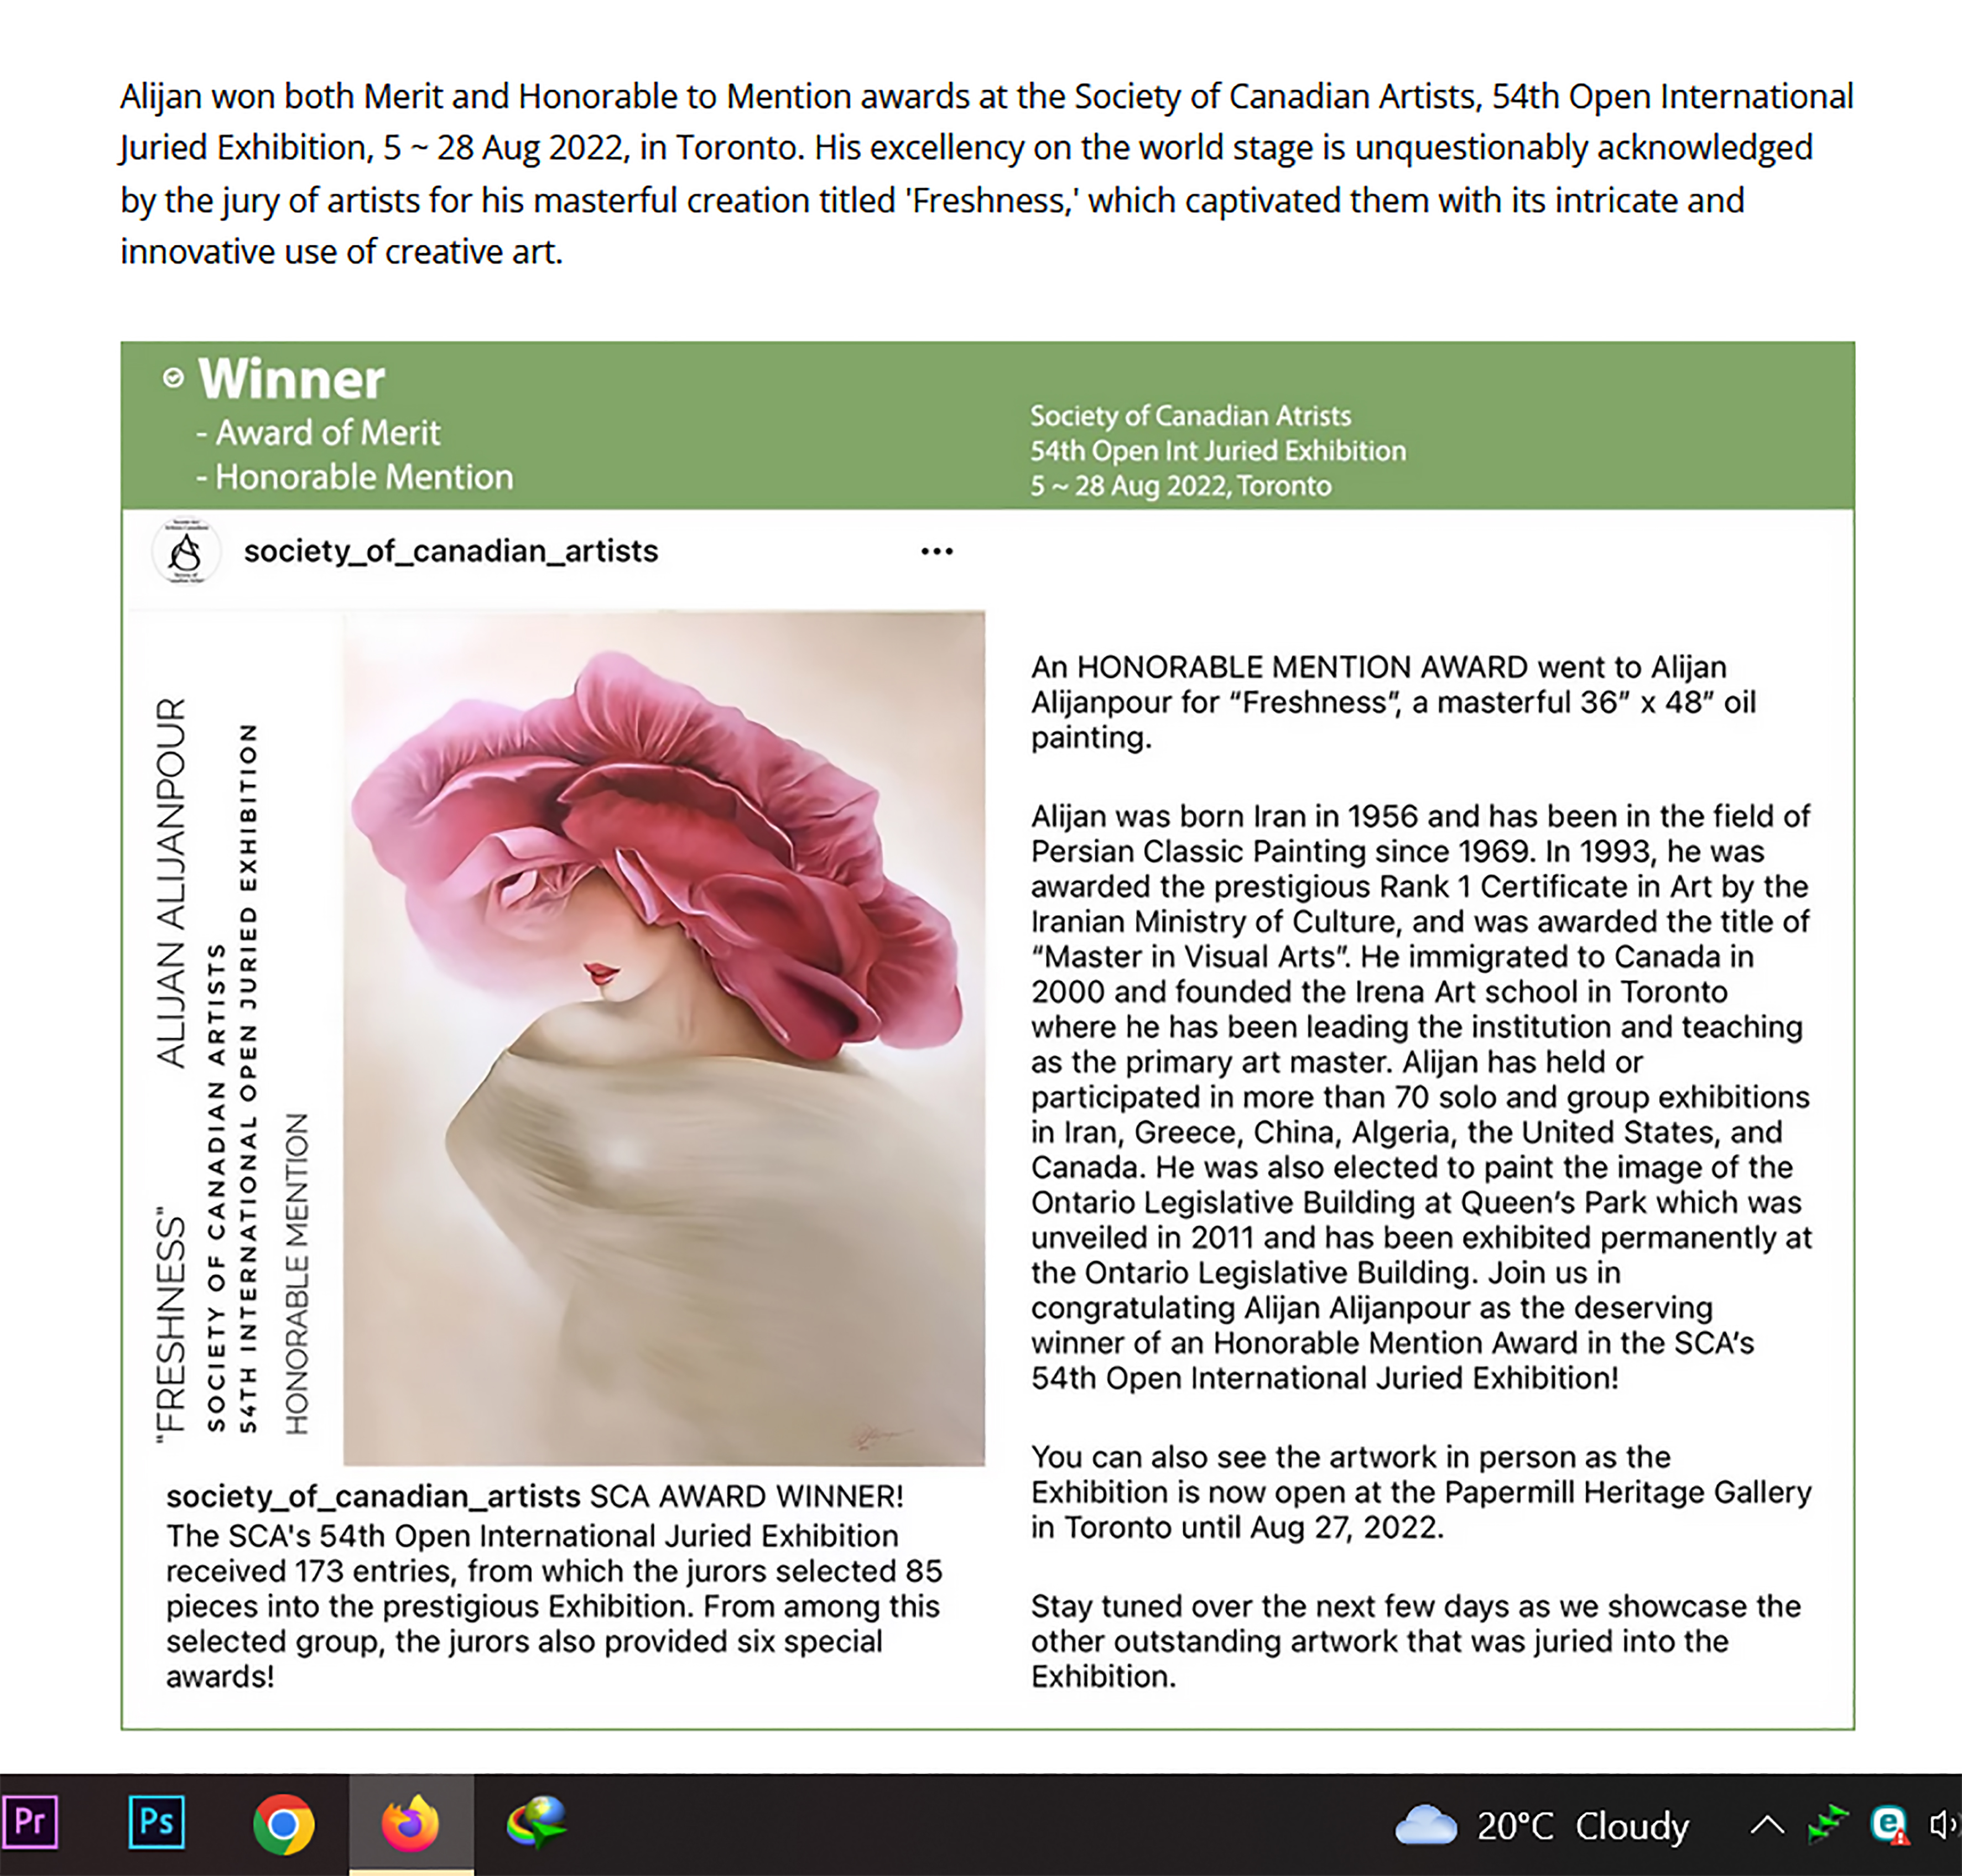 Alijan won both Merit and Honorable to Mention awards at the Society of Canadian Artists, 54th Open International
Juried Exhibition, 5 ~ 28 Aug 2022, in Toronto. His excellency on the world stage is unquestionably acknowledged
by the jury of artists for his masterful creation titled 'Freshness,' which captivated them with its intricate and
innovative use of creative art.
Winner
- Award of Merit
- Honorable Mention
Society of Canadian Atrists
54th Open Int Juried Exhibition
5 ~ 28 Aug 2022, Toronto
society_of_canadian_artists
"FRESHNESS" ALIJAN ALIJANPOUR
SOCIETY OF CANADIAN ARTISTS
54TH INTERNATIONAL OPEN JURIED EXHIBITION
HONORABLE MENTION
society_of_canadian_artists SCA AWARD WINNER!
The SCA's 54th Open International Juried Exhibition
received 173 entries, from which the jurors selected 85
pieces into the prestigious Exhibition. From among this
selected group, the jurors also provided six special
awards!
An HONORABLE MENTION AWARD went to Alijan
Alijanpour for “Freshness”, a masterful 36” x 48” oil
painting.
Alijan was born Iran in 1956 and has been in the field of
Persian Classic Painting since 1969. In 1993, he was
awarded the prestigious Rank 1 Certificate in Art by the
Iranian Ministry of Culture, and was awarded the title of
“Master in Visual Arts”. He immigrated to Canada in
2000 and founded the Irena Art school in Toronto
where he has been leading the institution and teaching
as the primary art master. Alijan has held or
participated in more than 70 solo and group exhibitions
in Iran, Greece, China, Algeria, the United States, and
Canada. He was also elected to paint the image of the
Ontario Legislative Building at Queen’s Park which was
unveiled in 2011 and has been exhibited permanently at
the Ontario Legislative Building. Join us in
congratulating Alijan Alijanpour as the deserving
winner of an Honorable Mention Award in the SCA’s
54th Open International Juried Exhibition!
You can also see the artwork in person as the
Exhibition is now open at the Papermill Heritage Gallery
in Toronto until Aug 27, 2022.
Stay tuned over the next few days as we showcase the
other outstanding artwork that was juried into the
Exhibition.
Pr
Ps
20°C Cloudy